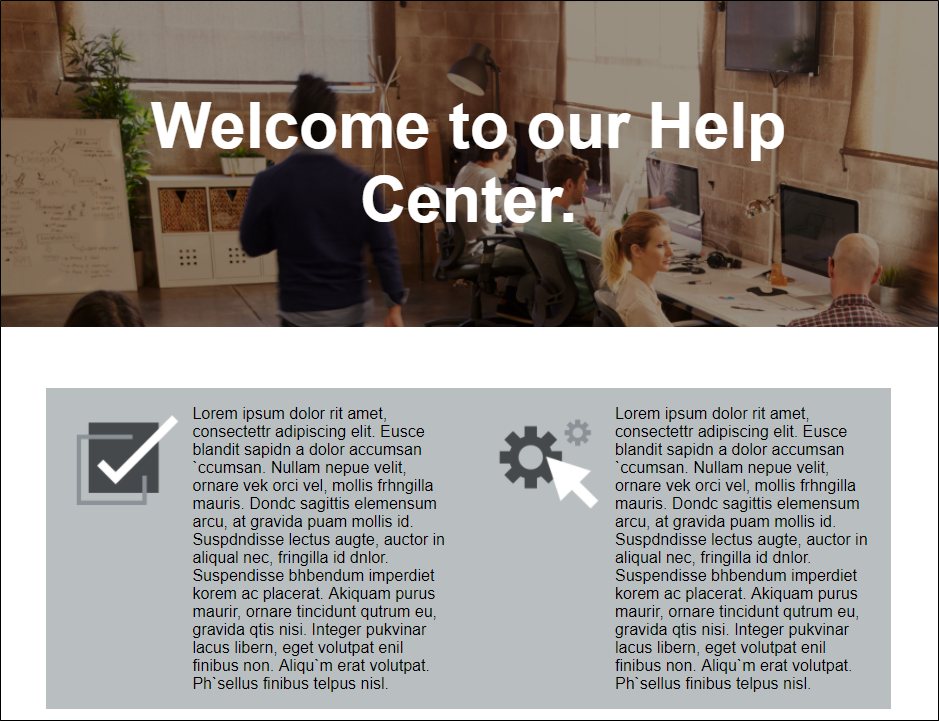 Welcome to our Help
Center.
Lorem ipsum dolor rit amet,
consectettr adipiscing elit. Eusce
blandit sapidn a dolor accumsan
`ccumsan. Nullam nepue velit,
ornare vek orci vel, mollis frhngilla
mauris. Dondc sagittis elemensum
arcu, at gravida puam mollis id.
Suspdndisse lectus augte, auctor in
aliqual nec, fringilla id dnlor.
Suspendisse bhbendum imperdiet
korem ac placerat. Akiquam purus
maurir, ornare tincidunt qutrum eu,
gravida qtis nisi. Integer pukvinar
lacus libern, eget volutpat enil
finibus non. Aliqu`m erat volutpat.
Ph`sellus finibus telpus nisl.
Lorem ipsum dolor rit amet,
consectettr adipiscing elit. Eusce
blandit sapidn a dolor accumsan
`ccumsan. Nullam nepue velit,
ornare vek orci vel, mollis frhngilla
mauris. Dondc sagittis elemensum
arcu, at gravida puam mollis id.
Suspdndisse lectus augte, auctor in
aliqual nec, fringilla id dnlor.
Suspendisse bhbendum imperdiet
korem ac placerat. Akiquam purus
maurir, ornare tincidunt qutrum eu,
gravida qtis nisi. Integer pukvinar
lacus libern, eget volutpat enil
finibus non. Aliqu`m erat volutpat.
Ph`sellus finibus telpus nisl.